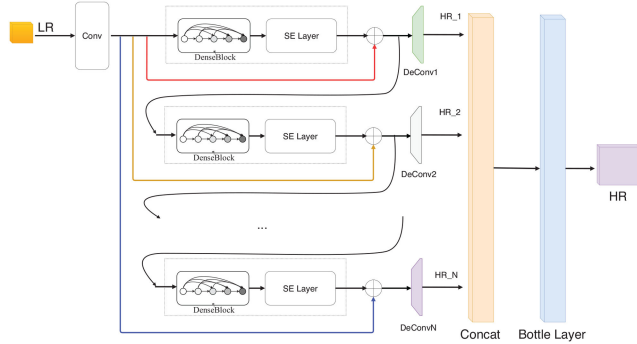 LR
Conv
DenseBlock
SE Layer
HR_1
DeConv1
DenseBlock
SE Layer
HR_2
DeConv2
...
DenseBlock
SE Layer
HR_N
DeConvN
Concat
Bottle Layer
HR